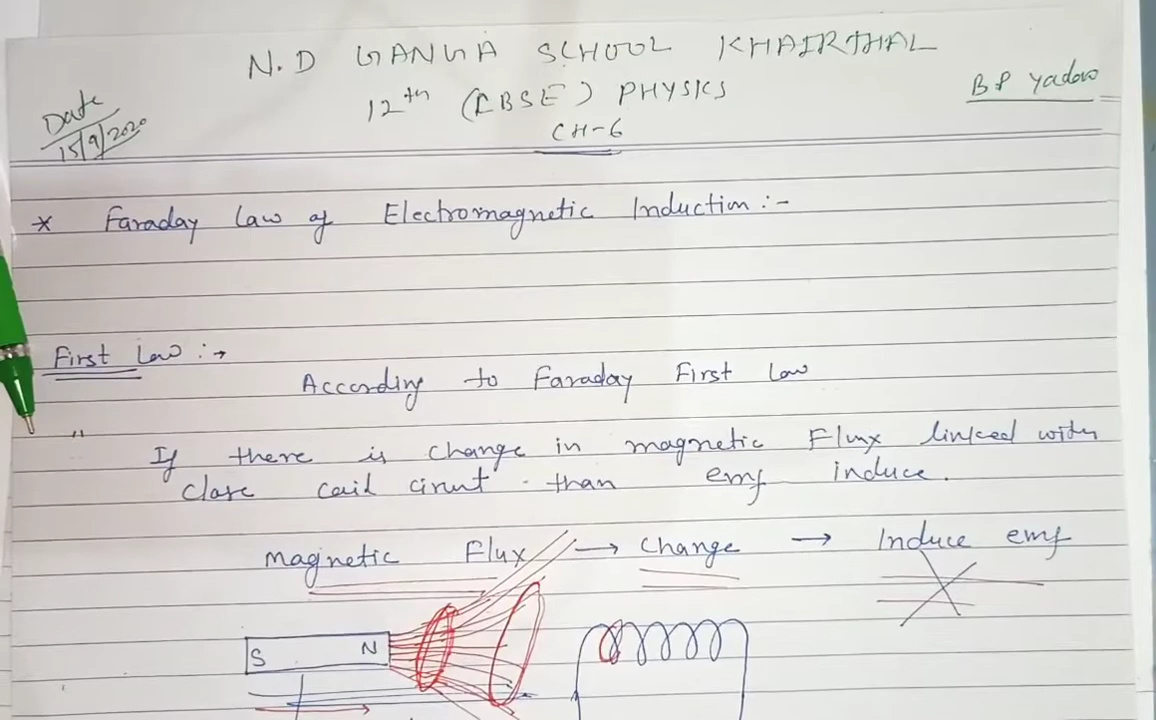 N.D GANGA SCHOOL KHAIRTHAL
12th (CBSE) PHYSICS
B P Yadav
CH-6
Date
15/9/2020
* Faraday Law of Electromagnetic Induction :-
First Law :→
According to Faraday First Law
" If there is change in magnetic Flux linked with
close coil cirut than emf induce.
Magnetic Flux → Change → Induce emf
S N